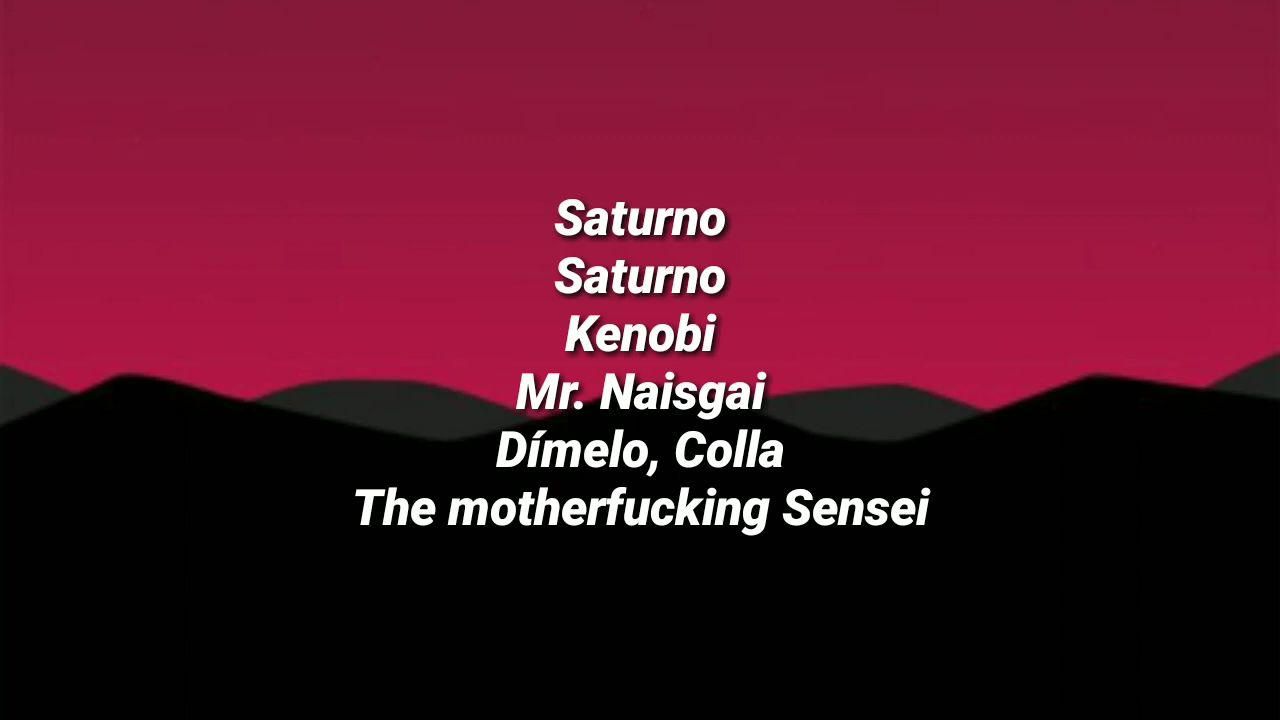 Saturno
Saturno
Kenobi
Mr. Naisgai
Dímelo, Colla
The motherfucking Sensei